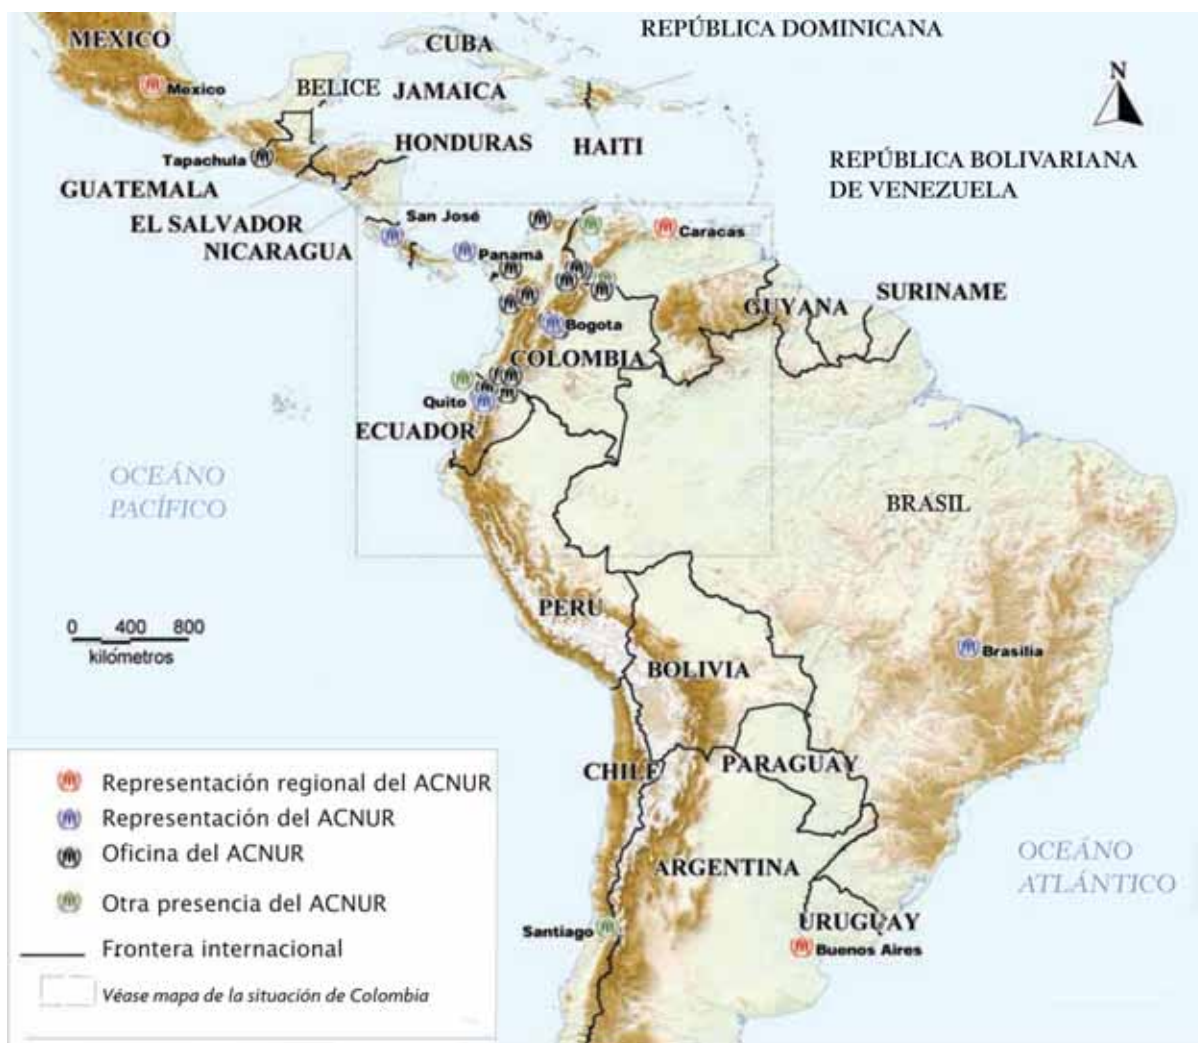 REPÚBLICA DOMINICANA
MEXICO
CUBA
N
Mexico
BELICE
JAMAICA
HONDURAS
HAITI
Tapachula
REPÚBLICA BOLIVARIANA
DE VENEZUELA
GUATEMALA
EL SALVADOR
NICARAGUA
San José
Panamá
Caracas
GUYANA
SURINAME
Bogota
COLOMBIA
Quito
ECUADOR
OCEÁNO
PACÍFICO
BRASIL
PERU
0 400 800
kilómetros
BOLIVIA
Brasilia
CHILE
PARAGUAY
ARGENTINA
OCEÁNO
ATLÁNTICO
URUGUAY
Santiago
Buenos Aires
Representación regional del ACNUR
Representación del ACNUR
Oficina del ACNUR
Otra presencia del ACNUR
Frontera internacional
Véase mapa de la situación de Colombia